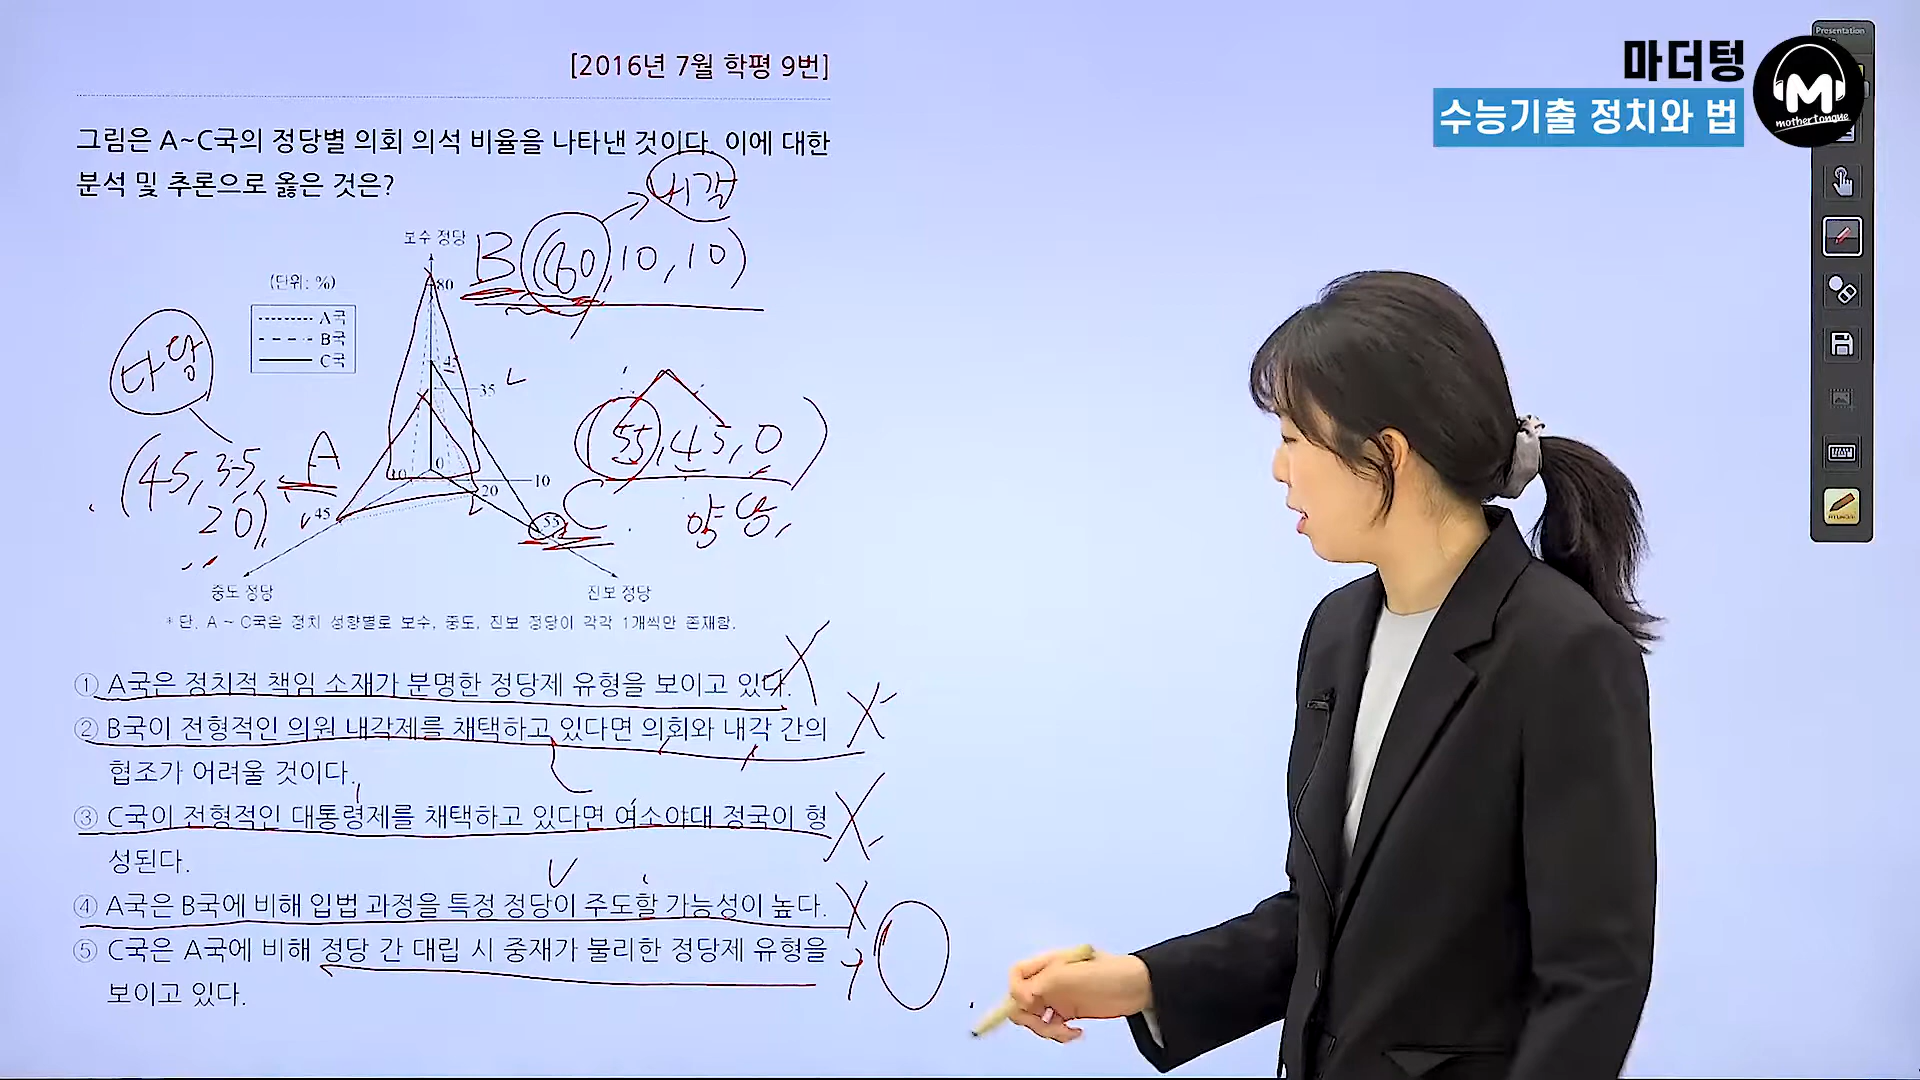 [2016년 7월 학평 9번]
마더텅
수능기출 정치와 법
mothertongue
Presentation
그림은 A~C국의 정당별 의회 의석 비율을 나타낸 것이다. 이에 대한
분석 및 추론으로 옳은 것은?
내각
보수 정당
B (80, 10, 10)
(단위: %)
80
A국
B국
C국
다당
45
35
(55, 45, 0)
(45, 35, 20)
A
10
0
10
20
45
55
C
양당
중도 정당
진보 정당
* 단, A ~ C국은 정치 성향별로 보수, 중도, 진보 정당이 각각 1개씩만 존재함.
① A국은 정치적 책임 소재가 분명한 정당제 유형을 보이고 있다.
② B국이 전형적인 의원 내각제를 채택하고 있다면 의회와 내각 간의
협조가 어려울 것이다.
③ C국이 전형적인 대통령제를 채택하고 있다면 여소야대 정국이 형
성된다.
④ A국은 B국에 비해 입법 과정을 특정 정당이 주도할 가능성이 높다.
⑤ C국은 A국에 비해 정당 간 대립 시 중재가 불리한 정당제 유형을
보이고 있다.